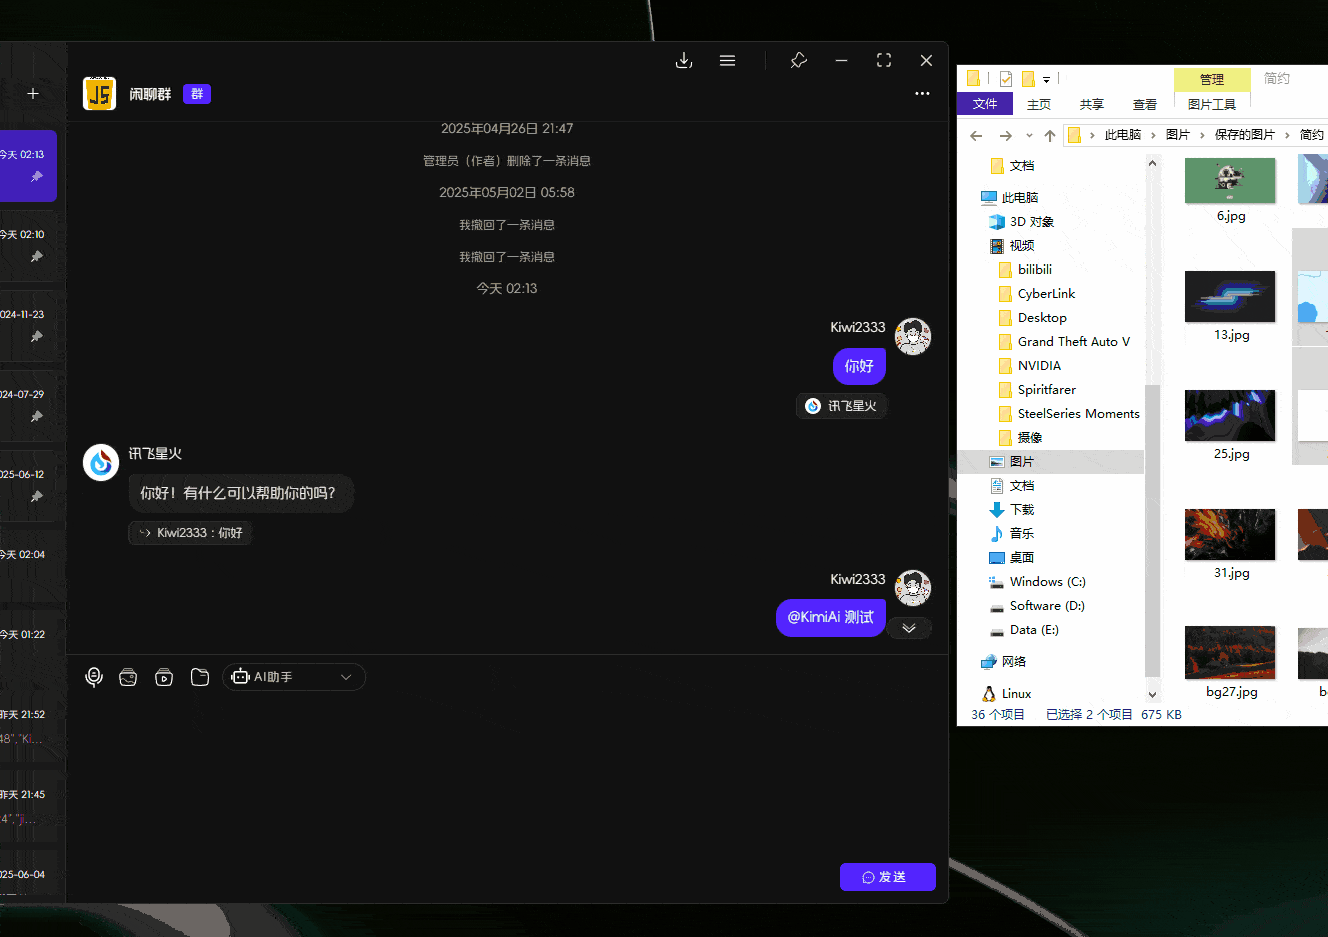 今天 02:13
今天 02:10
024-11-23
024-07-29
025-06-12
今天 02:04
今天 01:22
昨天 21:52
48","Ki...
昨天 21:45
4","ji...
025-06-04
JS
闲聊群 群
2025年04月26日 21:47
管理员（作者）删除了一条消息
2025年05月02日 05:58
我撤回了一条消息
我撤回了一条消息
今天 02:13
Kiwi2333
你好
讯飞星火
讯飞星火
你好！有什么可以帮助你的吗？
Kiwi2333 : 你好
Kiwi2333
@KimiAi 测试
AI助手
发送
管理 简约
文件 主页 共享 查看 图片工具
此电脑 图片 保存的图片 简约
文档
此电脑
3D 对象
视频
bilibili
CyberLink
Desktop
Grand Theft Auto V
NVIDIA
Spiritfarer
SteelSeries Moments
摄像
图片
文档
下载
音乐
桌面
Windows (C:)
Software (D:)
Data (E:)
网络
Linux
6.jpg
13.jpg
25.jpg
31.jpg
bg27.jpg
36 个项目 已选择 2 个项目 675 KB